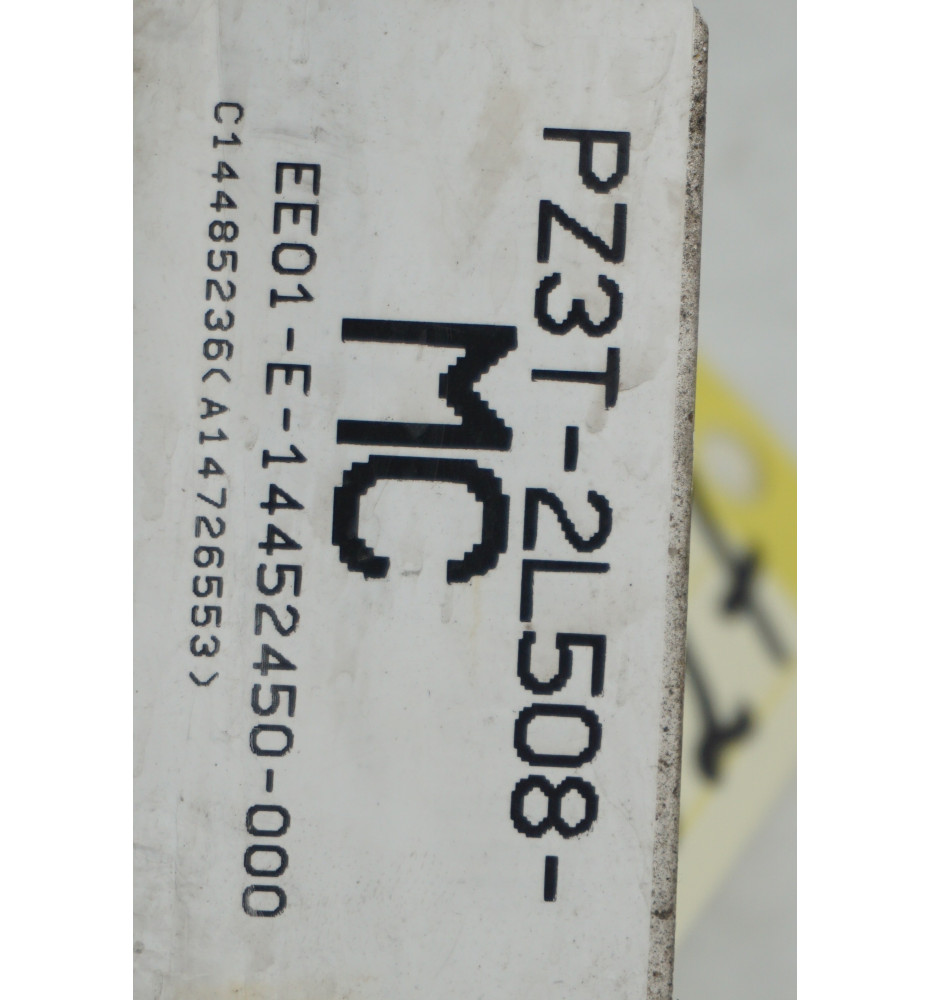 PZ3T-2L508-
MC
EE01-E-14452450-000
C14485236(A14726553)